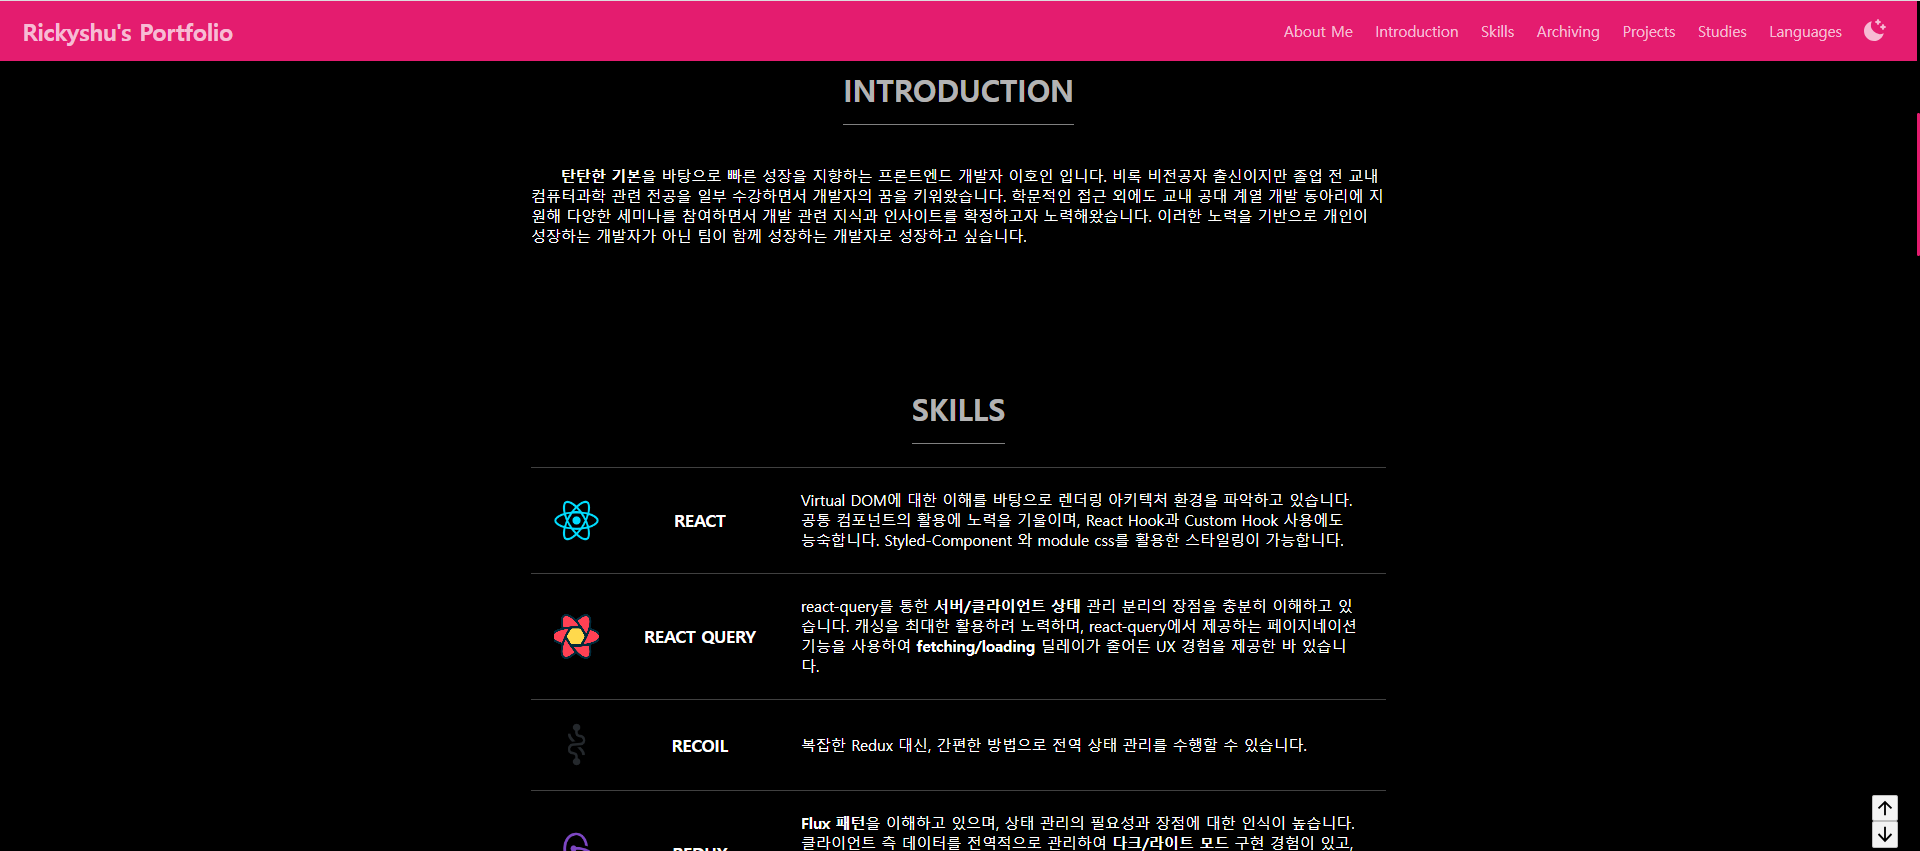 Rickyshu's Portfolio
About Me Introduction Skills Archiving Projects Studies Languages
INTRODUCTION
탄탄한 기본을 바탕으로 빠른 성장을 지향하는 프론트엔드 개발자 이호인 입니다. 비록 비전공자 출신이지만 졸업 전 교내
컴퓨터과학 관련 전공을 일부 수강하면서 개발자의 꿈을 키워왔습니다. 학문적인 접근 외에도 교내 공대 계열 개발 동아리에 지
원해 다양한 세미나를 참여하면서 개발 관련 지식과 인사이트를 확정하고자 노력해왔습니다. 이러한 노력을 기반으로 개인이
성장하는 개발자가 아닌 팀이 함께 성장하는 개발자로 성장하고 싶습니다.
SKILLS
REACT
Virtual DOM에 대한 이해를 바탕으로 렌더링 아키텍처 환경을 파악하고 있습니다.
공통 컴포넌트의 활용에 노력을 기울이며, React Hook과 Custom Hook 사용에도
능숙합니다. Styled-Component 와 module css를 활용한 스타일링이 가능합니다.
REACT QUERY
react-query를 통한 서버/클라이언트 상태 관리 분리의 장점을 충분히 이해하고 있
습니다. 캐싱을 최대한 활용하려 노력하며, react-query에서 제공하는 페이지네이션
기능을 사용하여 fetching/loading 딜레이가 줄어든 UX 경험을 제공한 바 있습니
다.
RECOIL
복잡한 Redux 대신, 간편한 방법으로 전역 상태 관리를 수행할 수 있습니다.
REDUX
Flux 패턴을 이해하고 있으며, 상태 관리의 필요성과 장점에 대한 인식이 높습니다.
클라이언트 측 데이터를 전역적으로 관리하여 다크/라이트 모드 구현 경험이 있고,